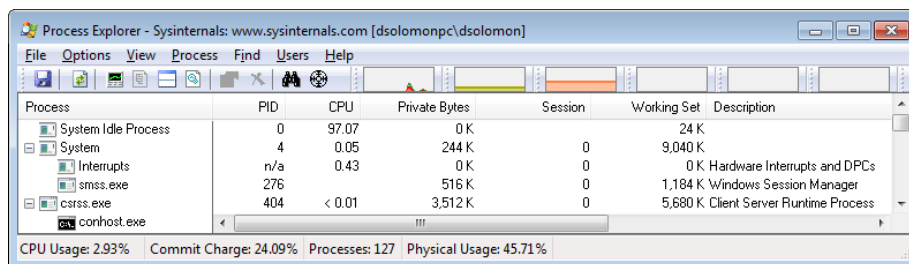 Process Explorer - Sysinternals: www.sysinternals.com [dsolomonpc\dsolomon]
File Options View Process Find Users Help
Process PID CPU Private Bytes Session Working Set Description
System Idle Process 0 97.07 0 K 24 K
System 4 0.05 244 K 0 9,040 K
Interrupts n/a 0.43 0 K 0 0 K Hardware Interrupts and DPCs
smss.exe 276 516 K 0 1,184 K Windows Session Manager
csrss.exe 404 < 0.01 3,512 K 0 5,680 K Client Server Runtime Process
conhost.exe
CPU Usage: 2.93% Commit Charge: 24.09% Processes: 127 Physical Usage: 45.71%